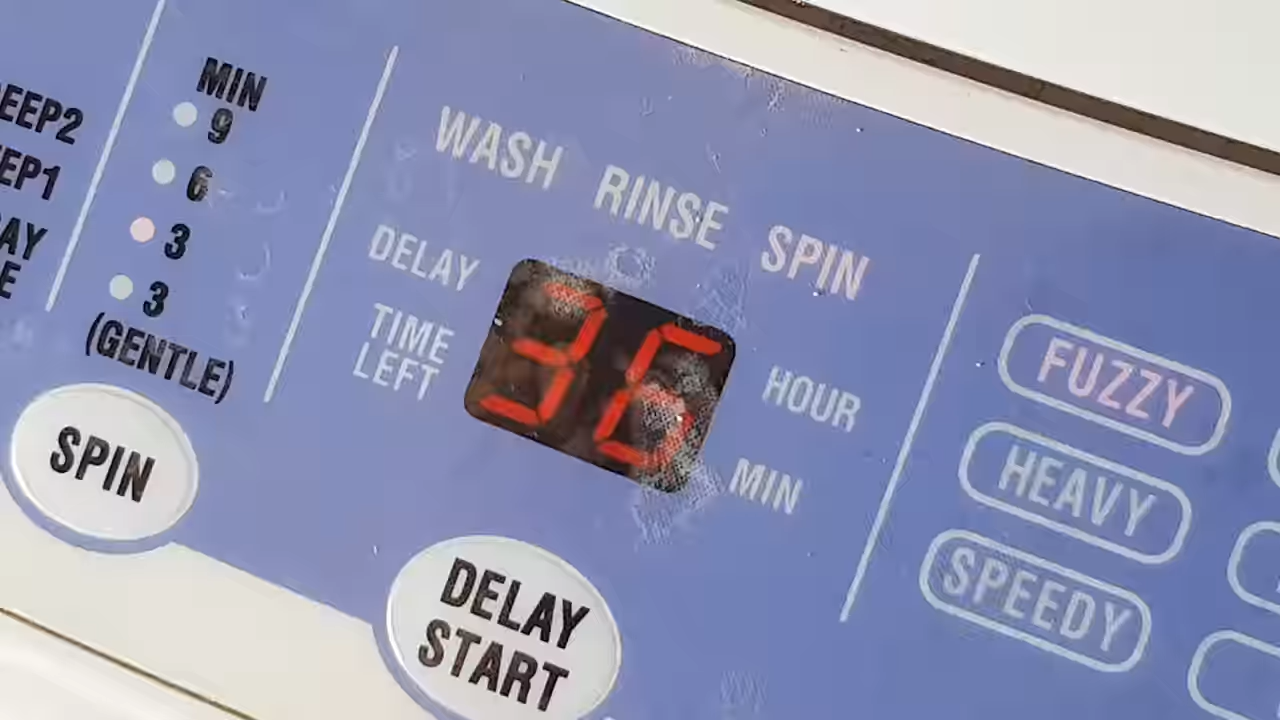 EEP2
EP1
AY
E
MIN
9
6
3
3
(GENTLE)
SPIN
WASH RINSE SPIN
DELAY
TIME
LEFT
36
HOUR
MIN
DELAY
START
FUZZY
HEAVY
SPEEDY